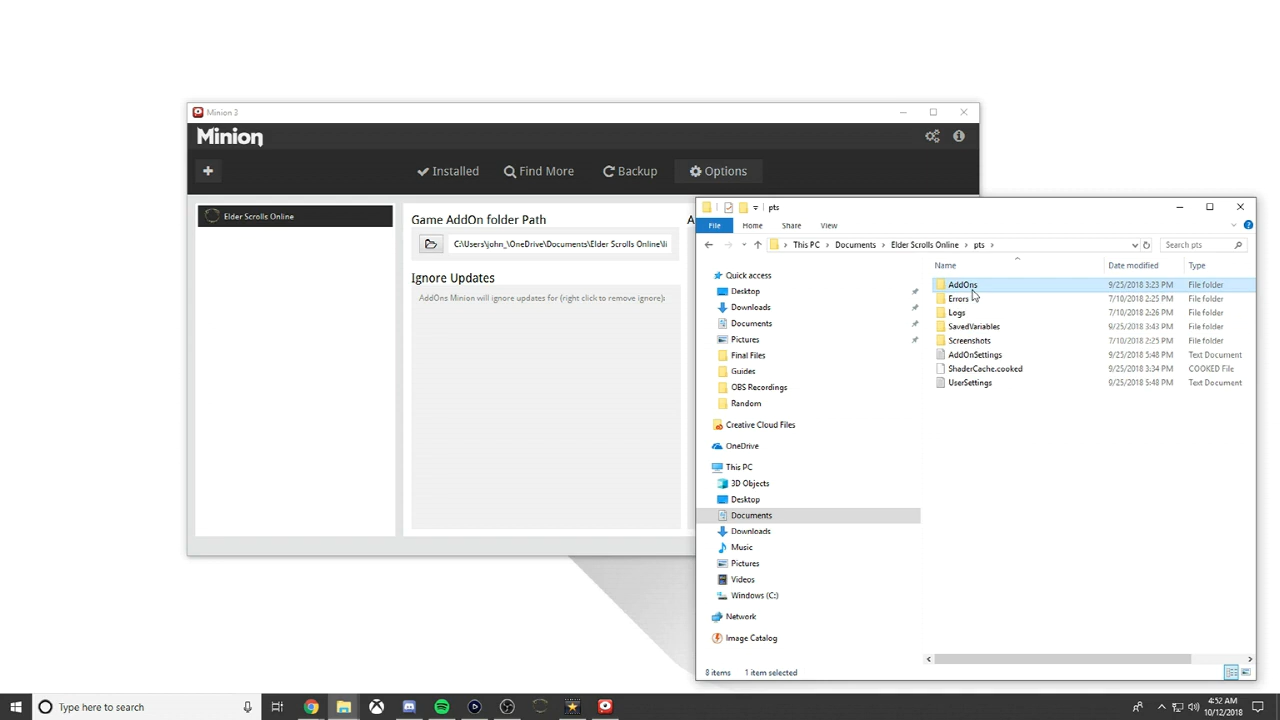 Minion 3
Minion
Installed
Find More
Backup
Options
Elder Scrolls Online
Game AddOn folder Path
C:\Users\john_\OneDrive\Documents\Elder Scrolls Online\li
Ignore Updates
AddOns Minion will ignore updates for (right click to remove ignore):
A
pts
File
Home
Share
View
This PC > Documents > Elder Scrolls Online > pts >
Search pts
Name
Date modified
Type
Quick access
Desktop
Downloads
Documents
Pictures
Final Files
Guides
OBS Recordings
Random
Creative Cloud Files
OneDrive
This PC
3D Objects
Desktop
Documents
Downloads
Music
Pictures
Videos
Windows (C:)
Network
Image Catalog
AddOns 9/25/2018 3:23 PM File folder
Errors 7/10/2018 2:25 PM File folder
Logs 7/10/2018 2:26 PM File folder
SavedVariables 9/25/2018 3:43 PM File folder
Screenshots 7/10/2018 2:25 PM File folder
AddOnSettings 9/25/2018 5:48 PM Text Document
ShaderCache.cooked 9/25/2018 3:34 PM COOKED File
UserSettings 9/25/2018 5:48 PM Text Document
8 items 1 item selected
Type here to search
4:52 AM
10/12/2018